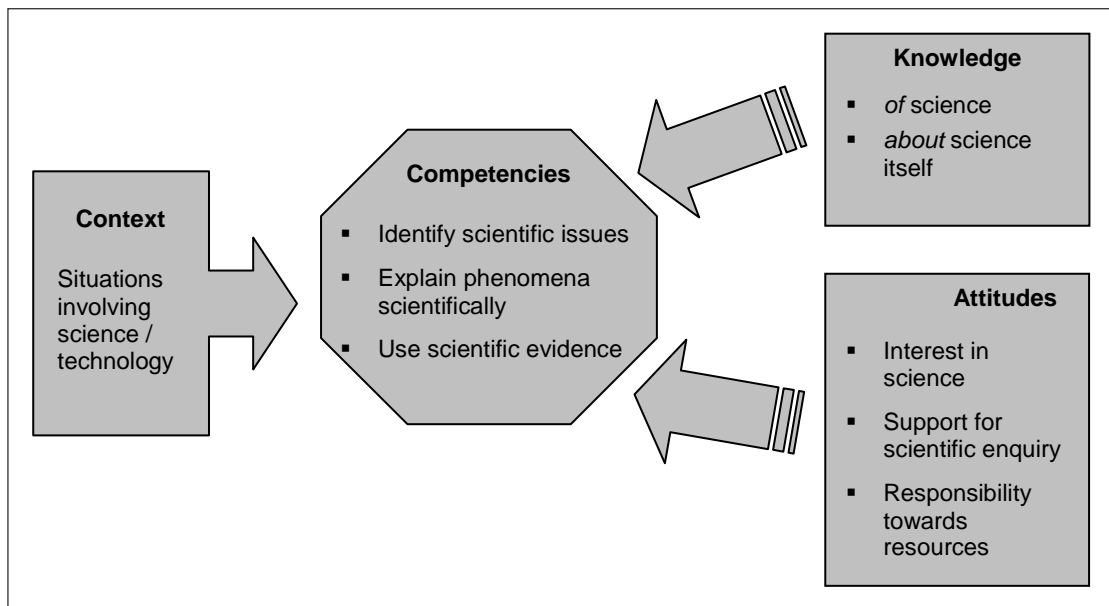 Context
Situations
involving
science /
technology
Competencies
▪ Identify scientific issues
▪ Explain phenomena
scientifically
▪ Use scientific evidence
Knowledge
▪ of science
▪ about science
itself
Attitudes
▪ Interest in
science
▪ Support for
scientific enquiry
▪ Responsibility
towards
resources